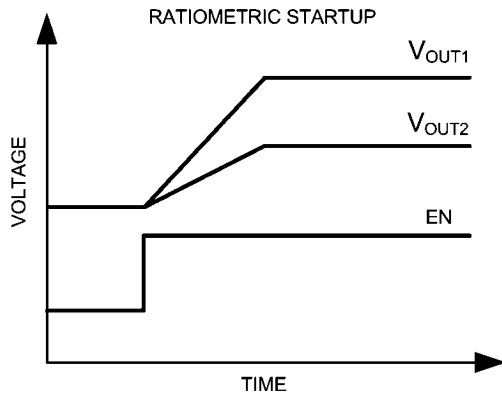 RATIOMETRIC STARTUP
VOUT1
VOUT2
VOLTAGE
EN
TIME